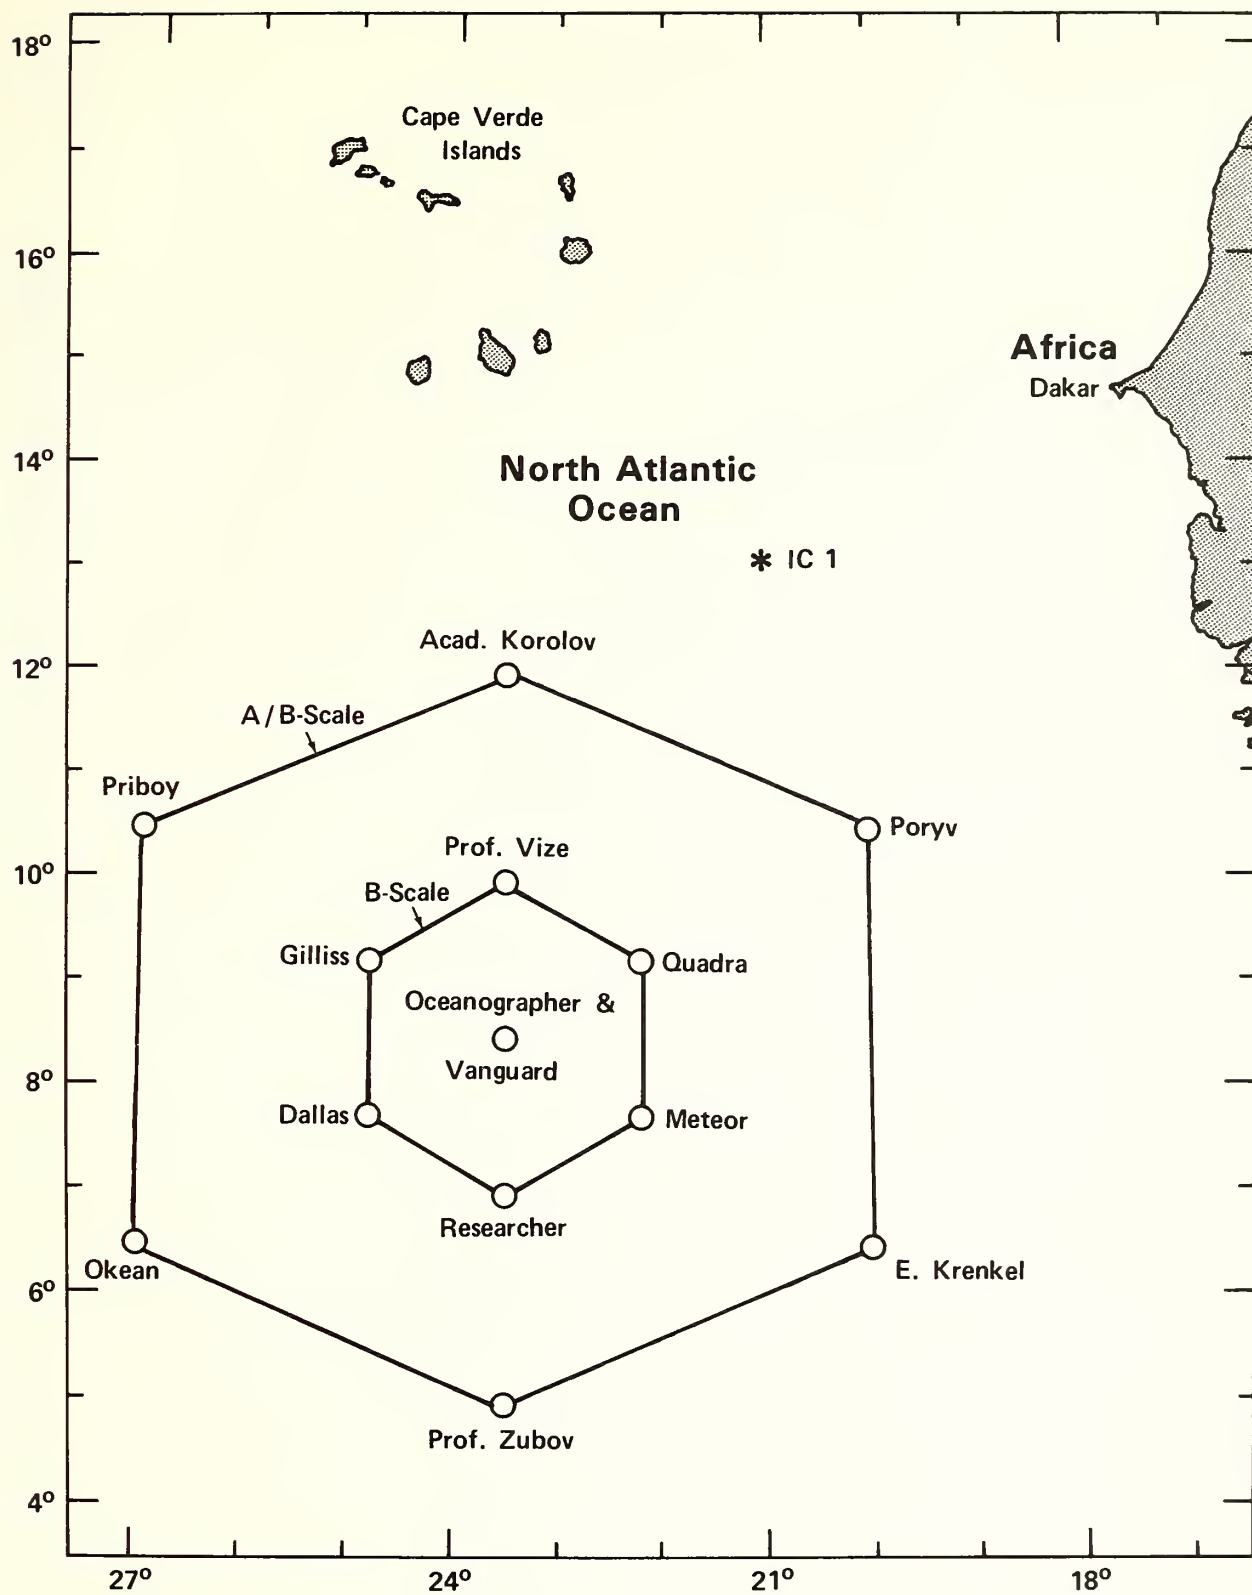 18°
Cape Verde
Islands
16°
Africa
Dakar
14°
North Atlantic
Ocean
* IC 1
12°
Acad. Korolov
A/B-Scale
Priboy
Poryv
10°
Prof. Vize
B-Scale
Gilliss
Quadra
Oceanographer &
Vanguard
8°
Dallas
Meteor
Researcher
Okean
E. Krenkel
6°
Prof. Zubov
4°
27°
24°
21°
18°